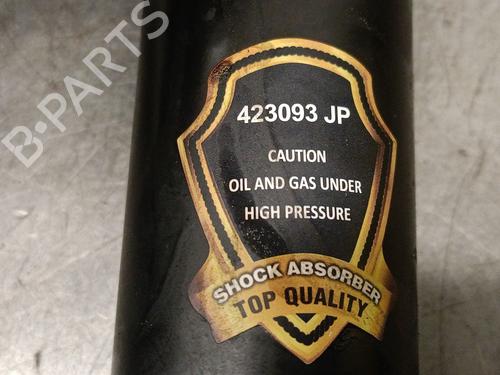 B-PARTS
423093 JP
CAUTION
OIL AND GAS UNDER
HIGH PRESSURE
SHOCK ABSORBER
TOP QUALITY